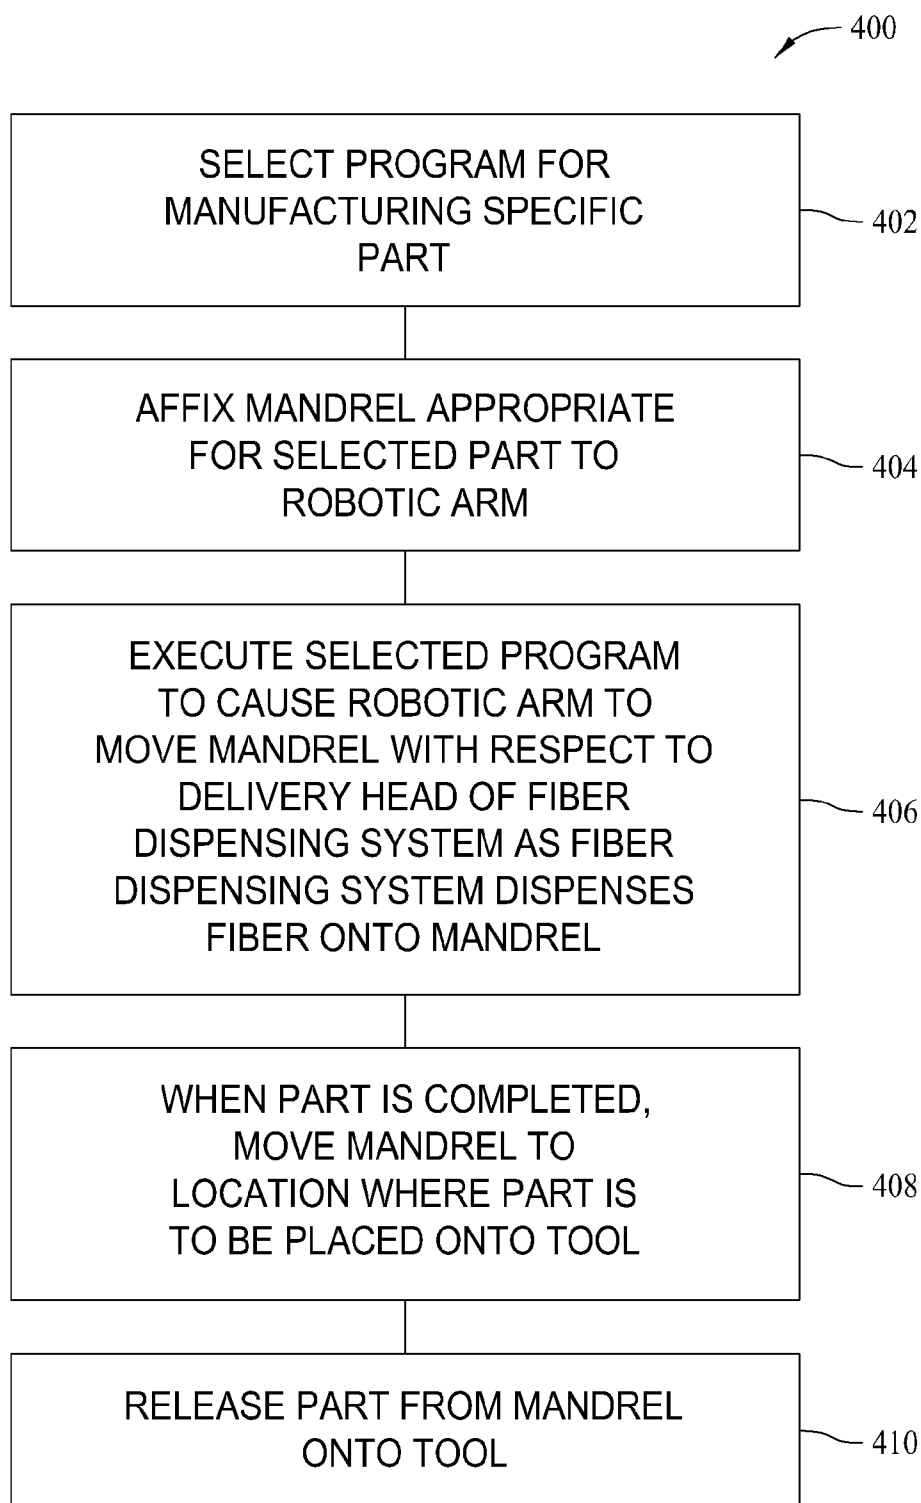 400
SELECT PROGRAM FOR
MANUFACTURING SPECIFIC
PART
402
AFFIX MANDREL APPROPRIATE
FOR SELECTED PART TO
ROBOTIC ARM
404
EXECUTE SELECTED PROGRAM
TO CAUSE ROBOTIC ARM TO
MOVE MANDREL WITH RESPECT TO
DELIVERY HEAD OF FIBER
DISPENSING SYSTEM AS FIBER
DISPENSING SYSTEM DISPENSES
FIBER ONTO MANDREL
406
WHEN PART IS COMPLETED,
MOVE MANDREL TO
LOCATION WHERE PART IS
TO BE PLACED ONTO TOOL
408
RELEASE PART FROM MANDREL
ONTO TOOL
410